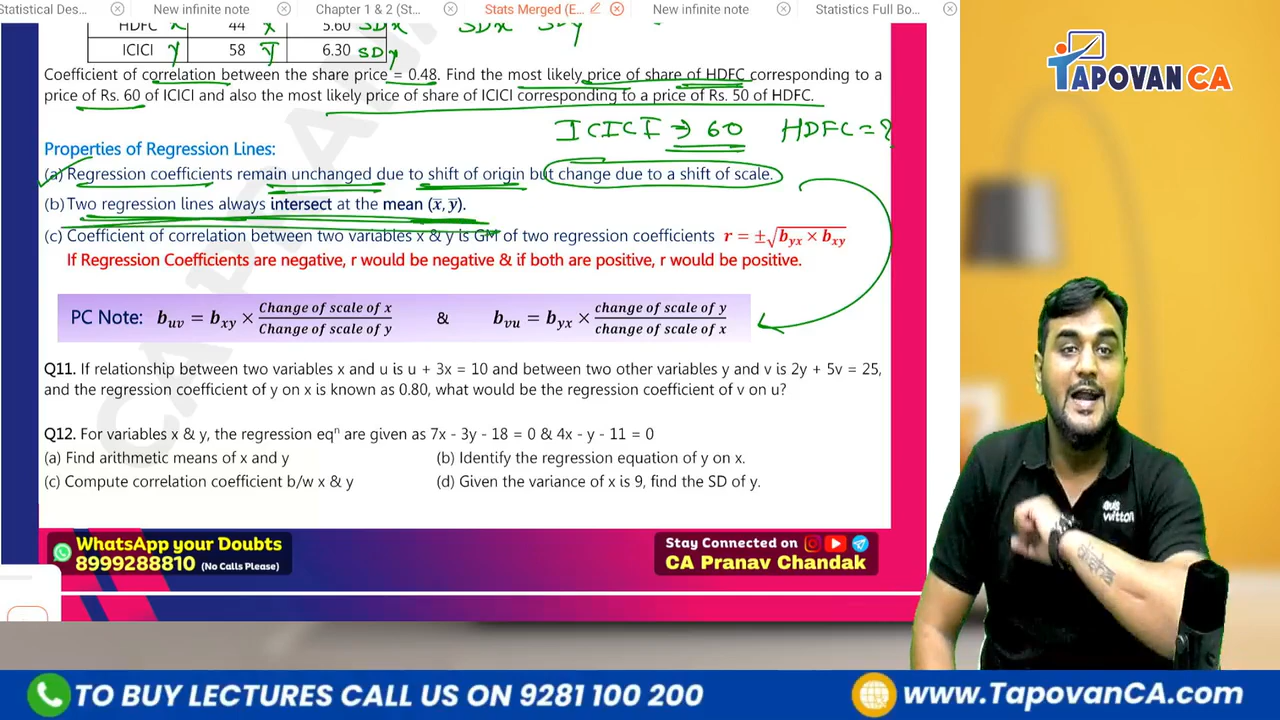 Statistical Des...
New infinite note
Chapter 1 & 2 (St...
Stats Merged (E...
New infinite note
Statistics Full Bo...
HDFC x 44 x̄ 5.60 SDx
SDx SDy
ICICI y 58 ȳ 6.30 SDy
Coefficient of correlation between the share price = 0.48. Find the most likely price of share of HDFC corresponding to a
price of Rs. 60 of ICICI and also the most likely price of share of ICICI corresponding to a price of Rs. 50 of HDFC.
ICICI ⇒ 60 HDFC = ?
Properties of Regression Lines:
(a) Regression coefficients remain unchanged due to shift of origin but change due to a shift of scale.
(b) Two regression lines always intersect at the mean (x̄, ȳ).
(c) Coefficient of correlation between two variables x & y is GM of two regression coefficients r = ±√(b_yx × b_xy)
If Regression Coefficients are negative, r would be negative & if both are positive, r would be positive.
PC Note: b_uv = b_xy × Change of scale of x / Change of scale of y & b_vu = b_yx × change of scale of y / change of scale of x
Q11. If relationship between two variables x and u is u + 3x = 10 and between two other variables y and v is 2y + 5v = 25,
and the regression coefficient of y on x is known as 0.80, what would be the regression coefficient of v on u?
Q12. For variables x & y, the regression eqⁿ are given as 7x - 3y - 18 = 0 & 4x - y - 11 = 0
(a) Find arithmetic means of x and y (b) Identify the regression equation of y on x.
(c) Compute correlation coefficient b/w x & y (d) Given the variance of x is 9, find the SD of y.
WhatsApp your Doubts
8999288810 (No Calls Please)
Stay Connected on
CA Pranav Chandak
TAPOVAN CA
TO BUY LECTURES CALL US ON 9281 100 200
www.TapovanCA.com